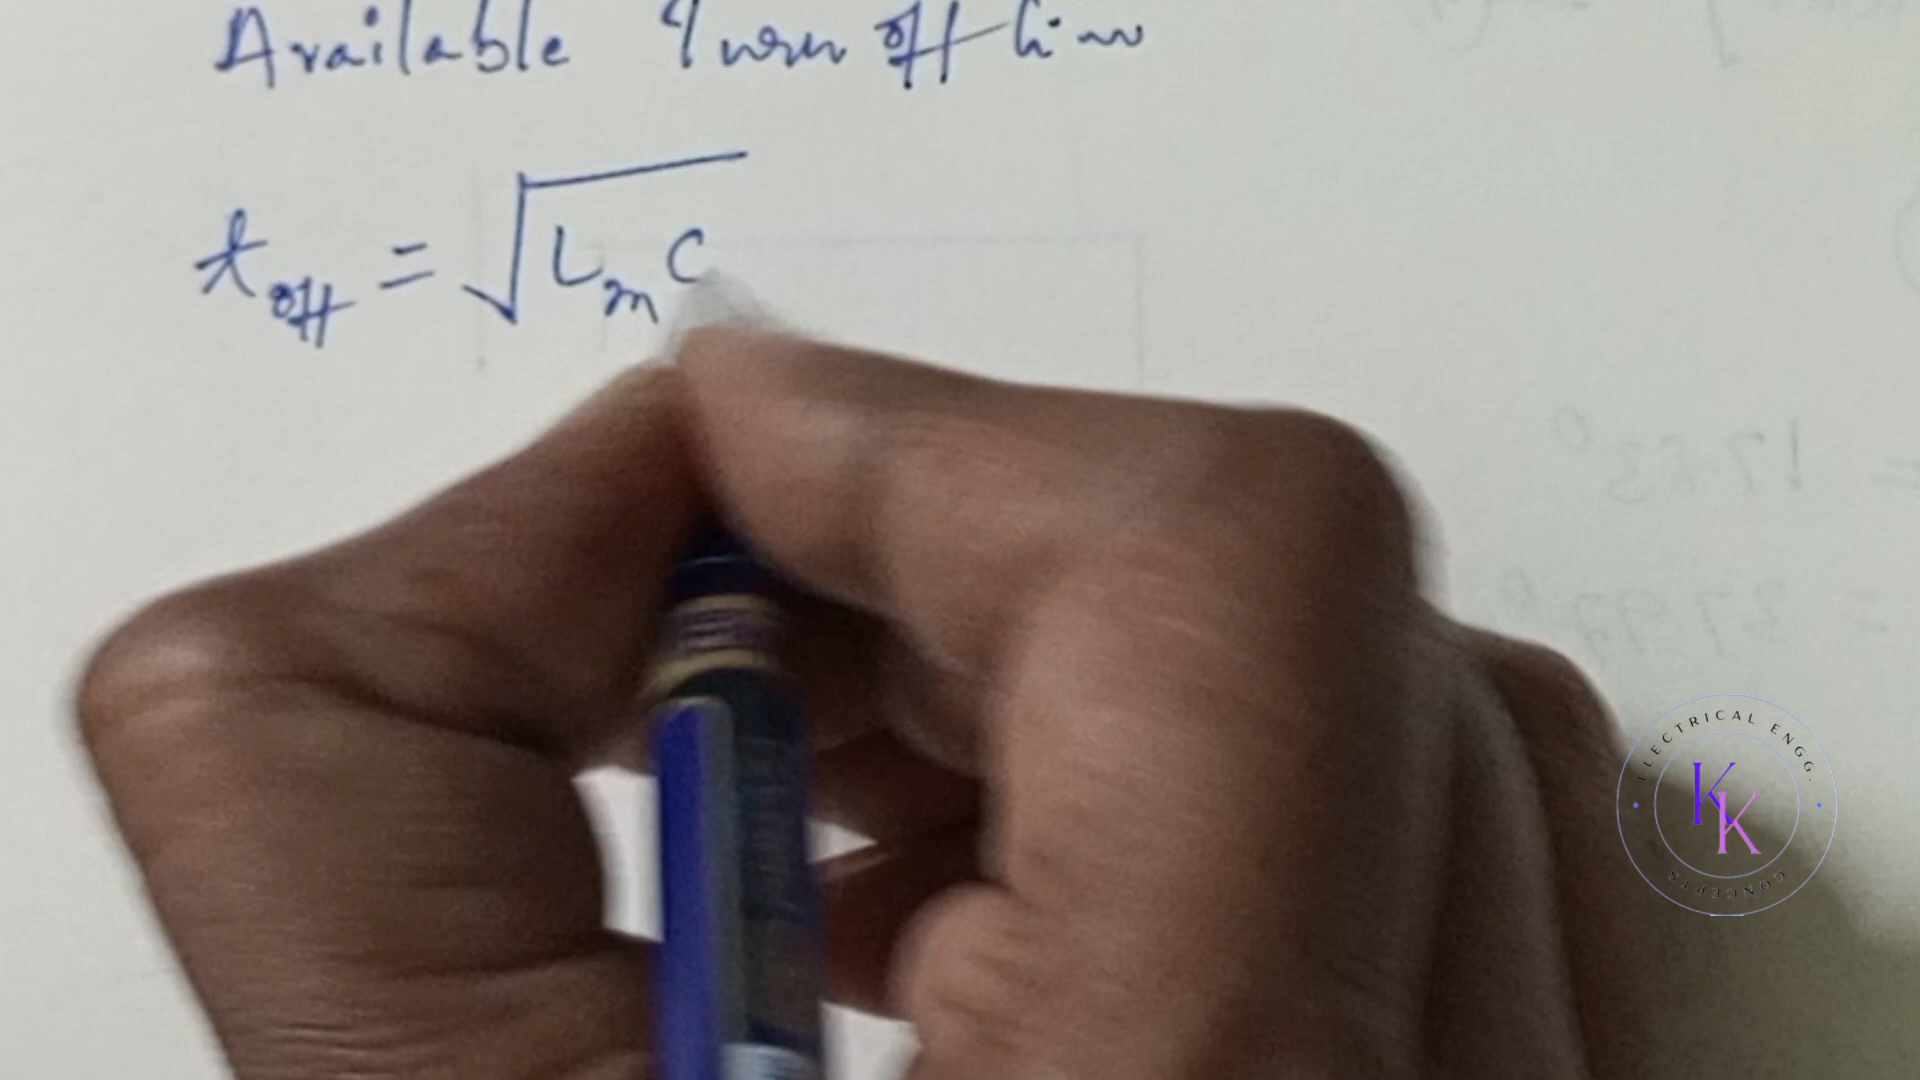 Available Turn off time
t_off = √(L_m C
ELECTRICAL ENGG.
KK
CONCEPTS